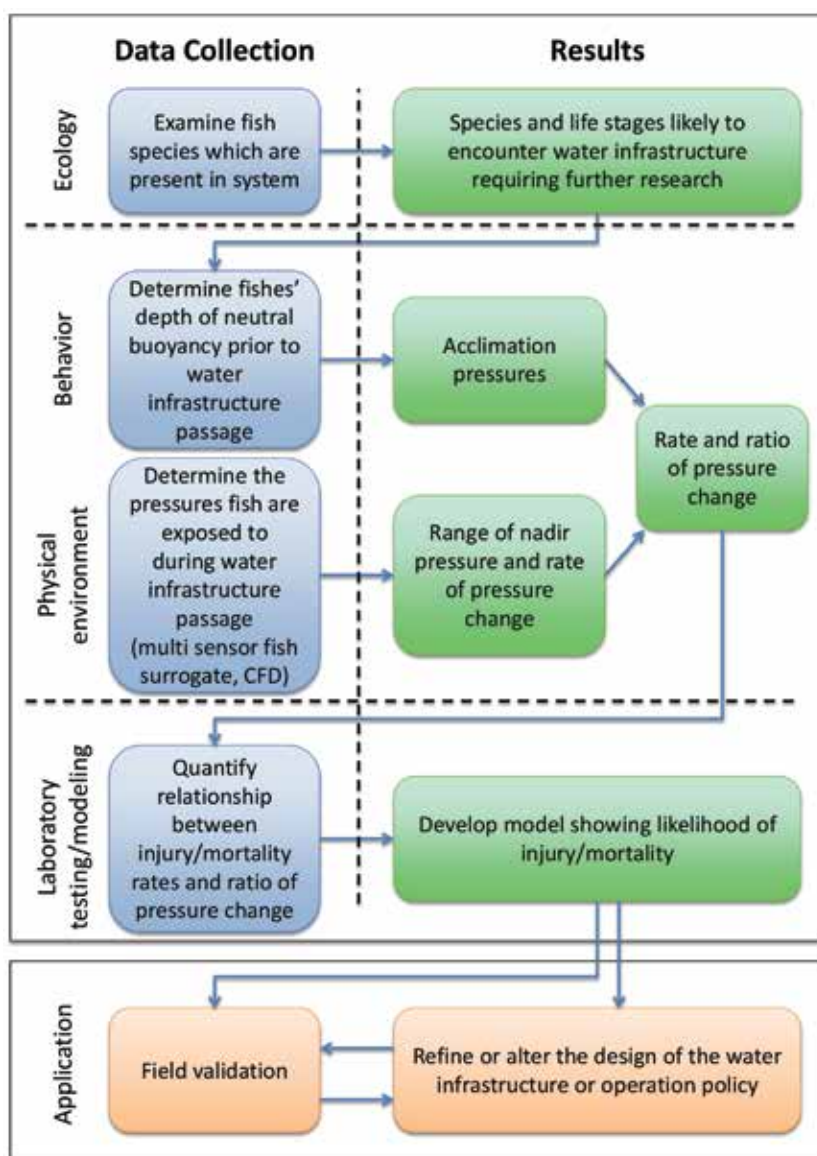 Data Collection
Results
Ecology
Examine fish
species which are
present in system
Species and life stages likely to
encounter water infrastructure
requiring further research
Behavior
Determine fishes'
depth of neutral
buoyancy prior to
water
infrastructure
passage
Acclimation
pressures
Rate and ratio
of pressure
change
Physical
environment
Determine the
pressures fish are
exposed to
during water
infrastructure
passage
(multi sensor fish
surrogate, CFD)
Range of nadir
pressure and rate
of pressure
change
Laboratory
testing/modeling
Quantify
relationship
between
injury/mortality
rates and ratio of
pressure change
Develop model showing likelihood of
injury/mortality
Application
Field validation
Refine or alter the design of the water
infrastructure or operation policy